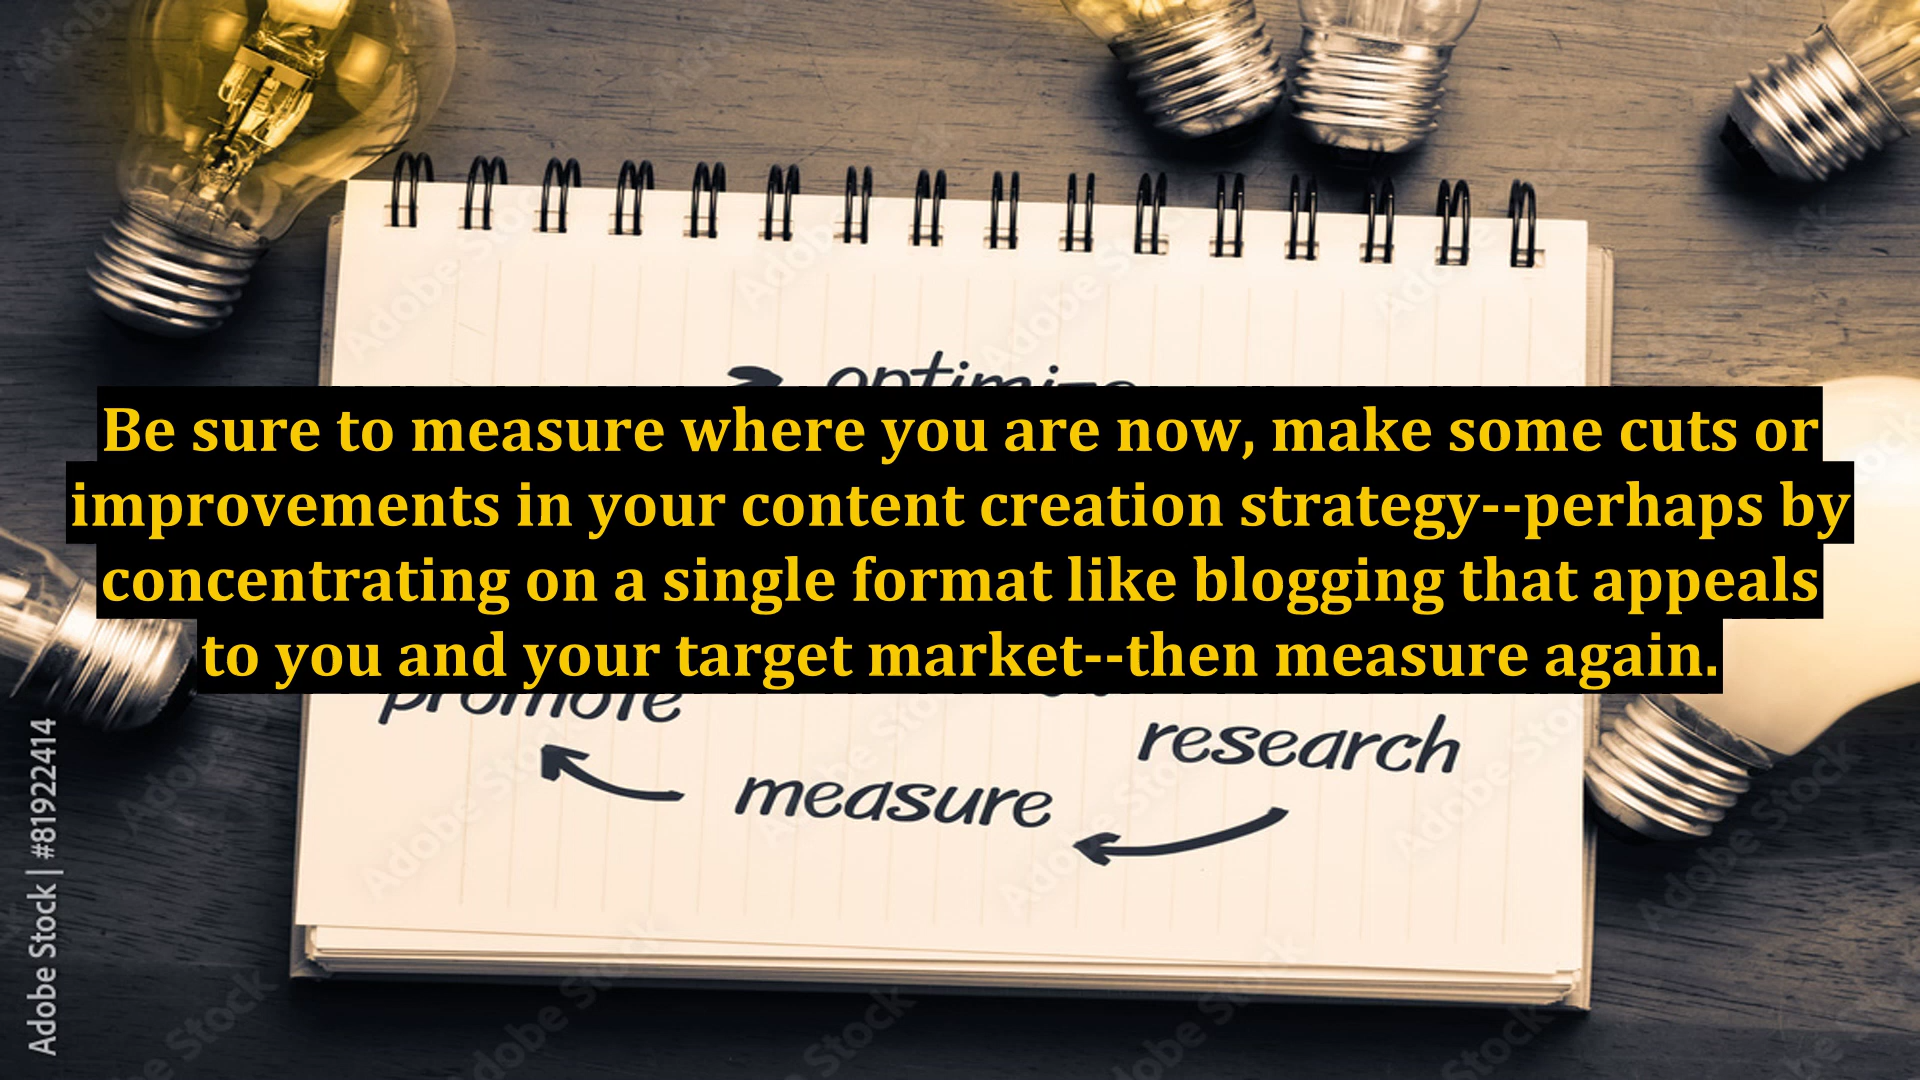 optimize
Be sure to measure where you are now, make some cuts or
improvements in your content creation strategy--perhaps by
concentrating on a single format like blogging that appeals
to you and your target market--then measure again.
promote
research
measure
Adobe Stock | #81922414